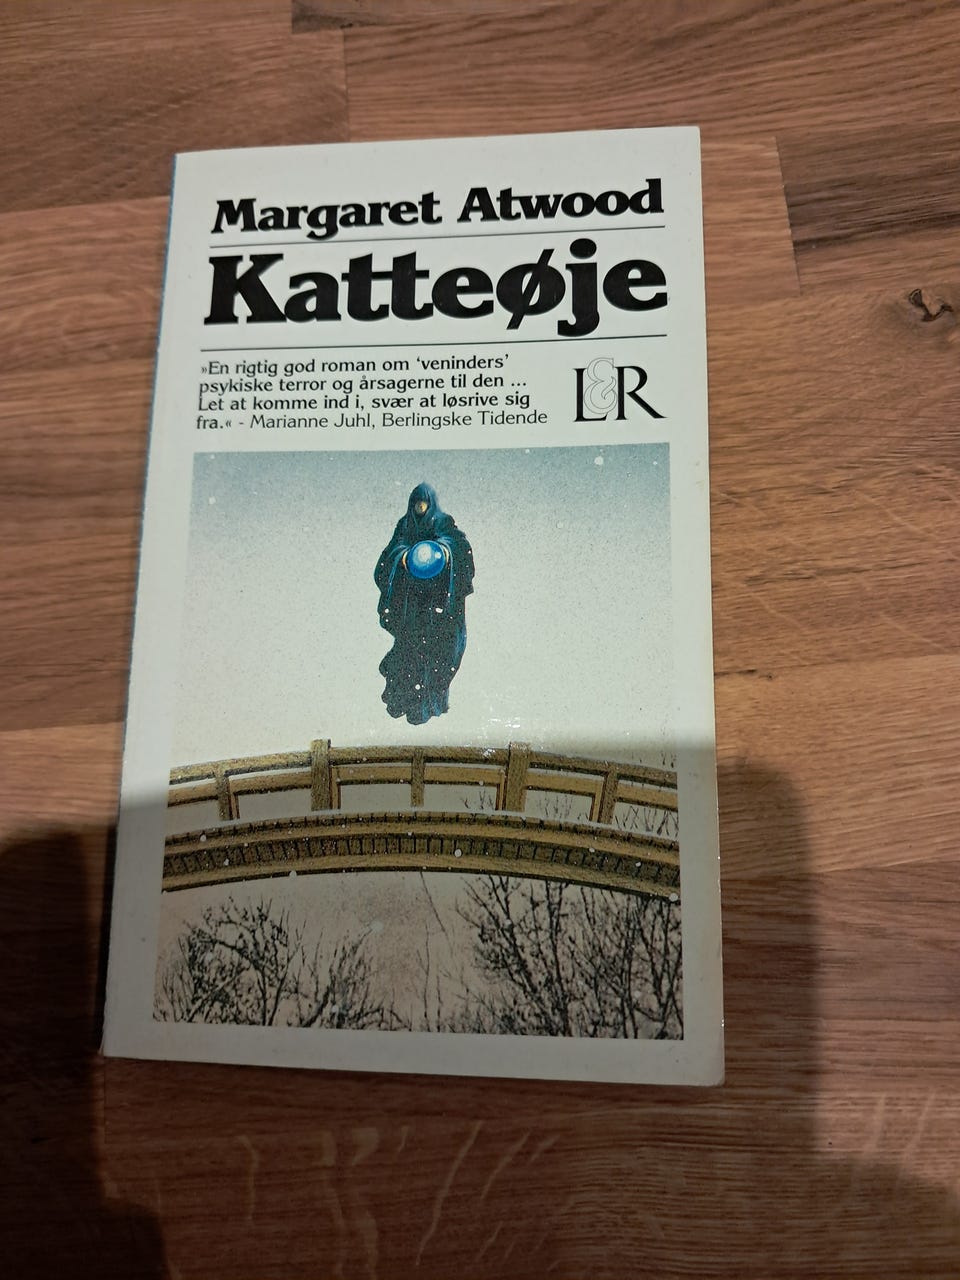 Margaret Atwood
Katteøje
»En rigtig god roman om ‘veninders’
psykiske terror og årsagerne til den ...
Let at komme ind i, svær at løsrive sig
fra.« - Marianne Juhl, Berlingske Tidende
L&R